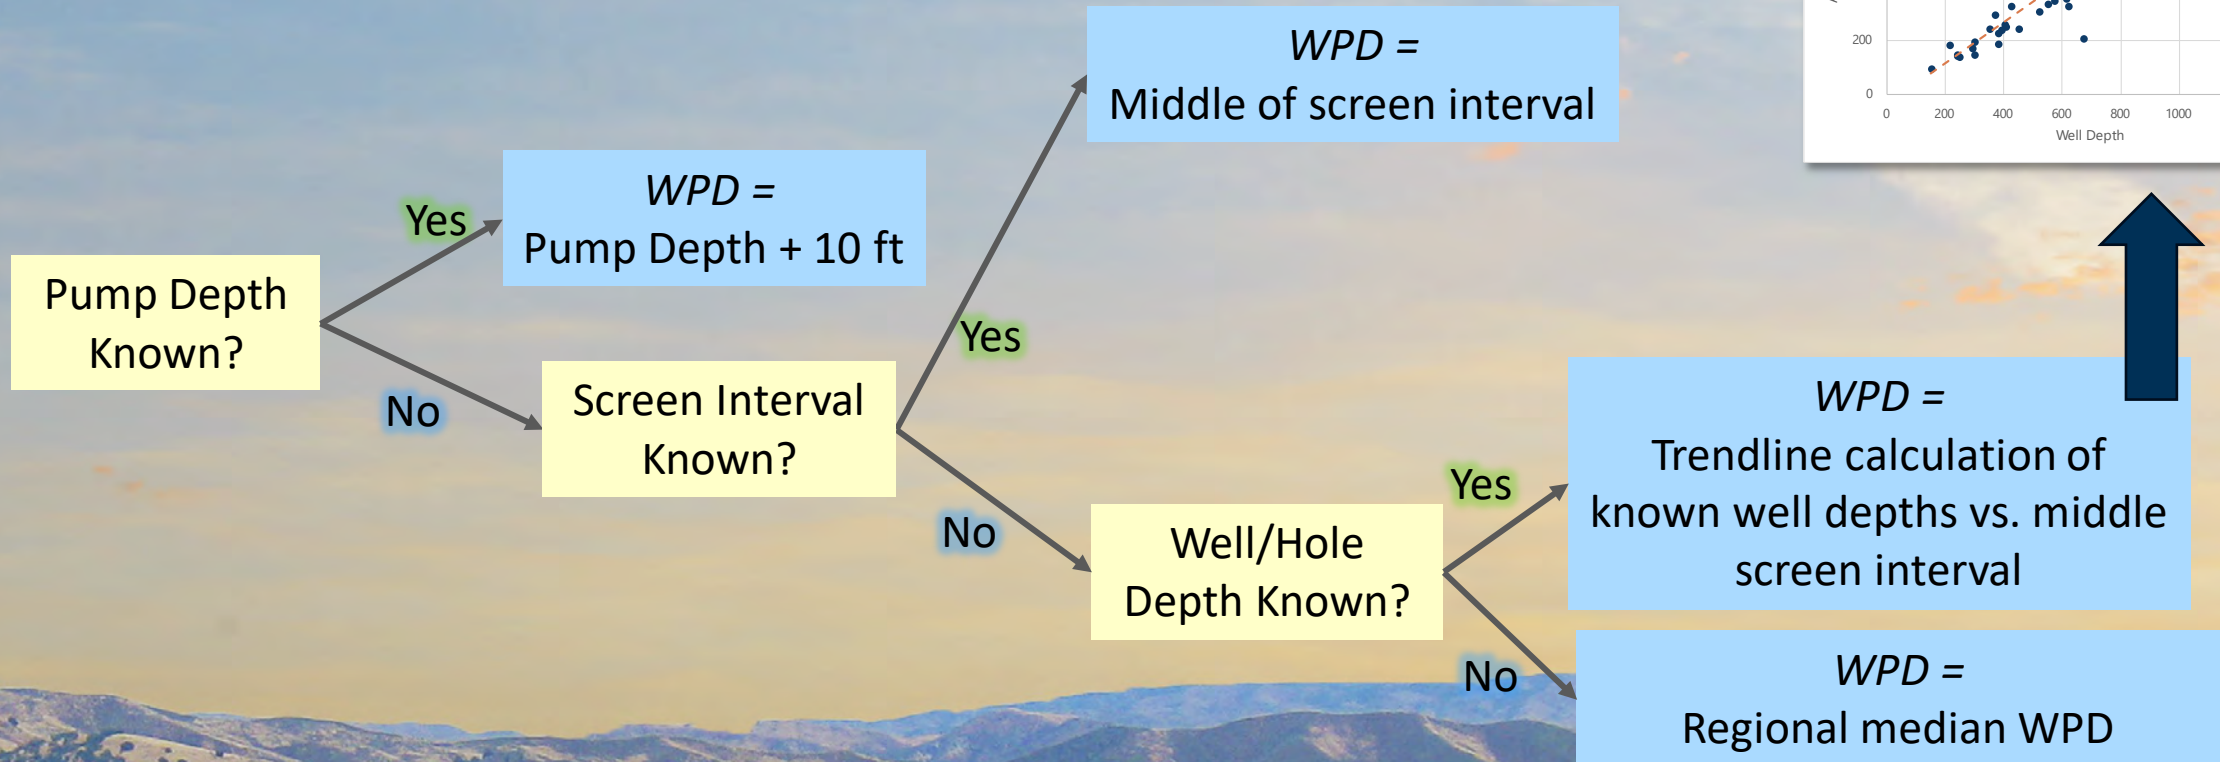 Pump Depth
Known?
Yes
No
WPD =
Pump Depth + 10 ft
Screen Interval
Known?
Yes
No
WPD =
Middle of screen interval
Well/Hole
Depth Known?
Yes
No
WPD =
Trendline calculation of
known well depths vs. middle
screen interval
WPD =
Regional median WPD
200
0
0 200 400 600 800 1000
Well Depth